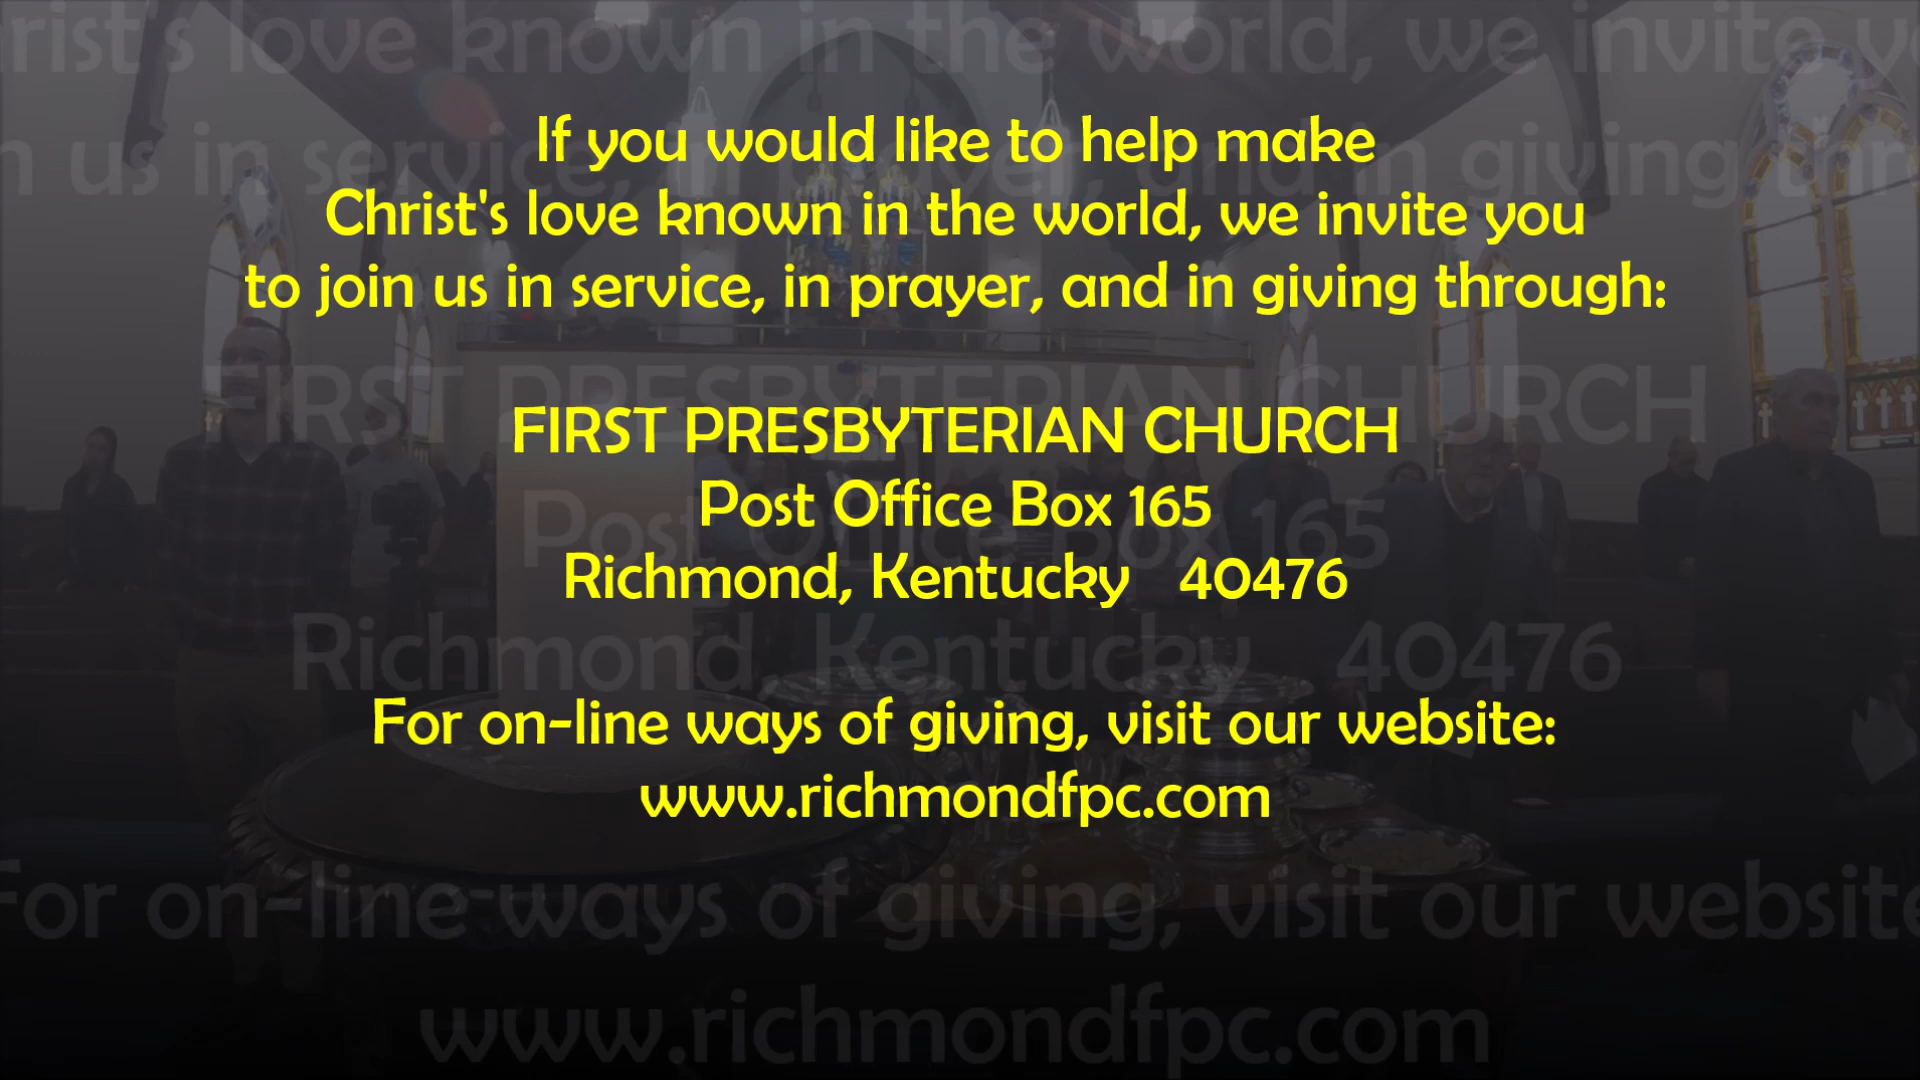 If you would like to help make
Christ's love known in the world, we invite you
to join us in service, in prayer, and in giving through:
FIRST PRESBYTERIAN CHURCH
Post Office Box 165
Richmond, Kentucky 40476
For on-line ways of giving, visit our website:
www.richmondfpc.com